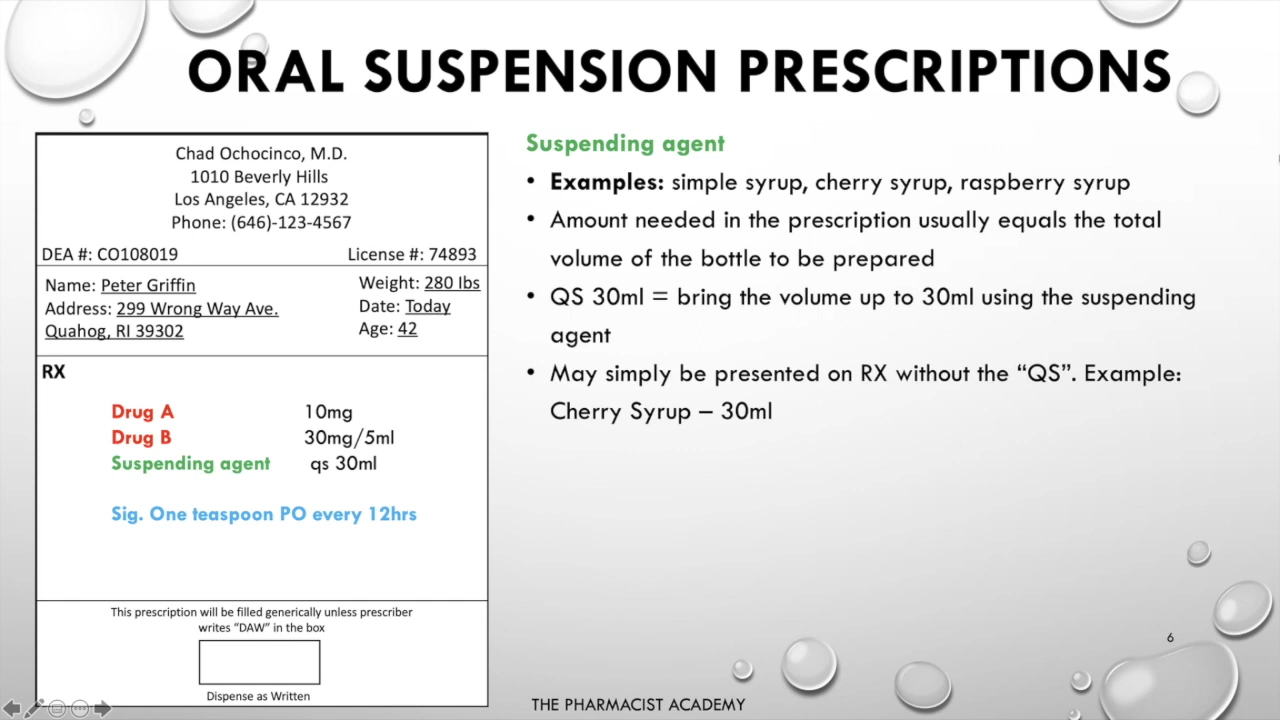 ORAL SUSPENSION PRESCRIPTIONS
Chad Ochocinco, M.D.
1010 Beverly Hills
Los Angeles, CA 12932
Phone: (646)-123-4567
DEA #: CO108019 License #: 74893
Name: Peter Griffin Weight: 280 lbs
Address: 299 Wrong Way Ave. Date: Today
Quahog, RI 39302 Age: 42
RX
Drug A 10mg
Drug B 30mg/5ml
Suspending agent qs 30ml
Sig. One teaspoon PO every 12hrs
This prescription will be filled generically unless prescriber
writes “DAW” in the box
Dispense as Written
Suspending agent
• Examples: simple syrup, cherry syrup, raspberry syrup
• Amount needed in the prescription usually equals the total
volume of the bottle to be prepared
• QS 30ml = bring the volume up to 30ml using the suspending
agent
• May simply be presented on RX without the “QS”. Example:
Cherry Syrup – 30ml
6
THE PHARMACIST ACADEMY